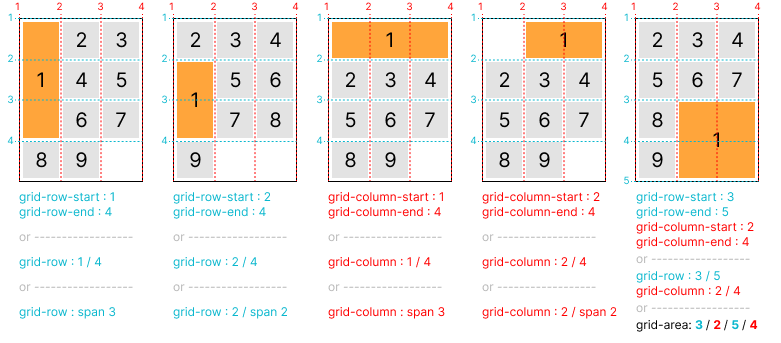 1 2 3 4
1
2
3
4
1 2 3
4 5
6 7
8 9
grid-row-start : 1
grid-row-end : 4
or ------------------
grid-row : 1 / 4
or ------------------
grid-row : span 3
1 2 3 4
1
2
3
4
2 3 4
1 5 6
7 8
9
grid-row-start : 2
grid-row-end : 4
or ------------------
grid-row : 2 / 4
or ------------------
grid-row : 2 / span 2
1 2 3 4
1
2
3
4
1
2 3 4
5 6 7
8 9
grid-column-start : 1
grid-column-end : 4
or ------------------
grid-column : 1 / 4
or ------------------
grid-column : span 3
1 2 3 4
1
2
3
4
1
2 3 4
5 6 7
8 9
grid-column-start : 2
grid-column-end : 4
or ------------------
grid-column : 2 / 4
or ------------------
grid-column : 2 / span 2
1 2 3 4
1
2
3
4
5
2 3 4
5 6 7
8 1
9
grid-row-start : 3
grid-row-end : 5
grid-column-start : 2
grid-column-end : 4
or ------------------
grid-row : 3 / 5
grid-column : 2 / 4
or ------------------
grid-area: 3 / 2 / 5 / 4